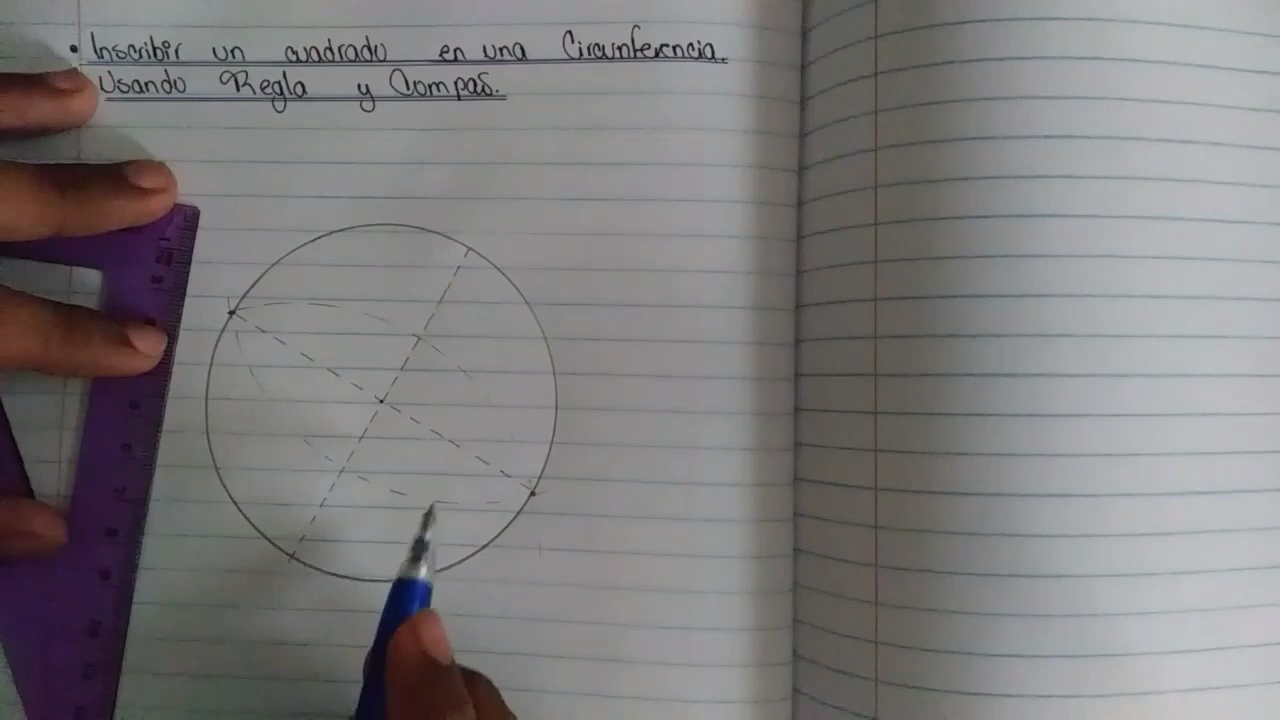 • Inscribir un cuadrado en una Circunferencia.
Usando Regla y Compas.